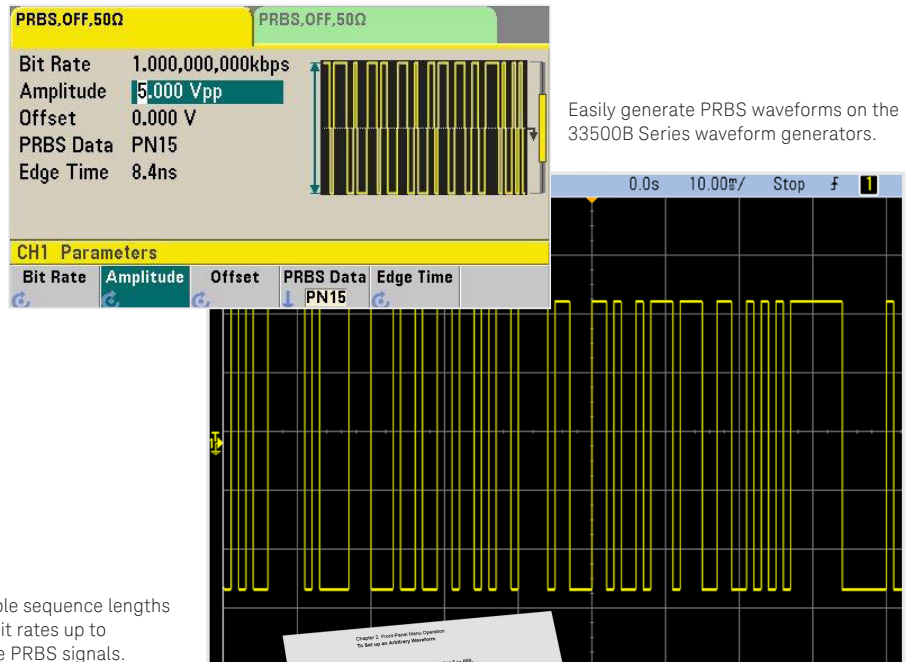 PRBS,OFF,50Ω PRBS,OFF,50Ω
Bit Rate 1.000,000,000kbps
Amplitude 5.000 Vpp
Offset 0.000 V
PRBS Data PN15
Edge Time 8.4ns
CH1 Parameters
Bit Rate Amplitude Offset PRBS Data Edge Time
PN15
Easily generate PRBS waveforms on the
33500B Series waveform generators.
0.0s 10.00ms/ Stop 1
sequence lengths
rates up to
PRBS signals.
Chapter 2 Front-Panel Menu Operation
To Set up an Arbitrary Waveform